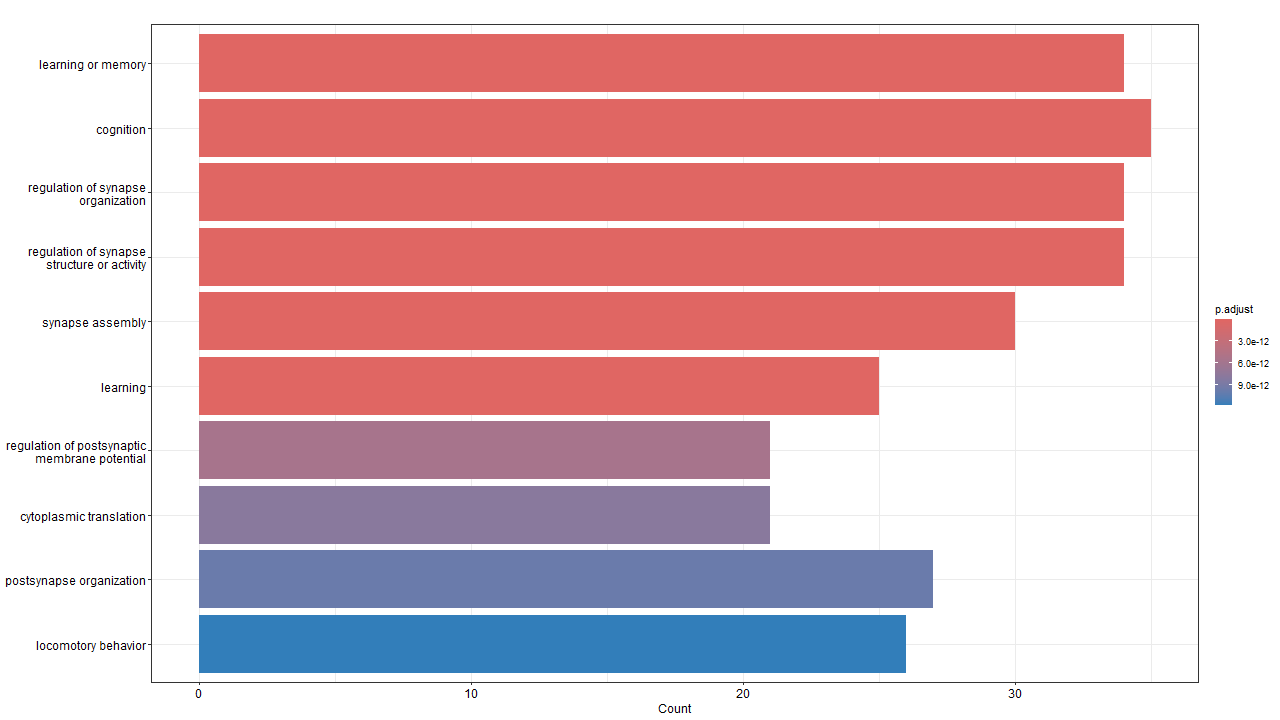 learning or memory
cognition
regulation of synapse
organization
regulation of synapse
structure or activity
synapse assembly
learning
regulation of postsynaptic
membrane potential
cytoplasmic translation
postsynapse organization
locomotory behavior
0
10
20
30
Count
p.adjust
3.0e-12
6.0e-12
9.0e-12